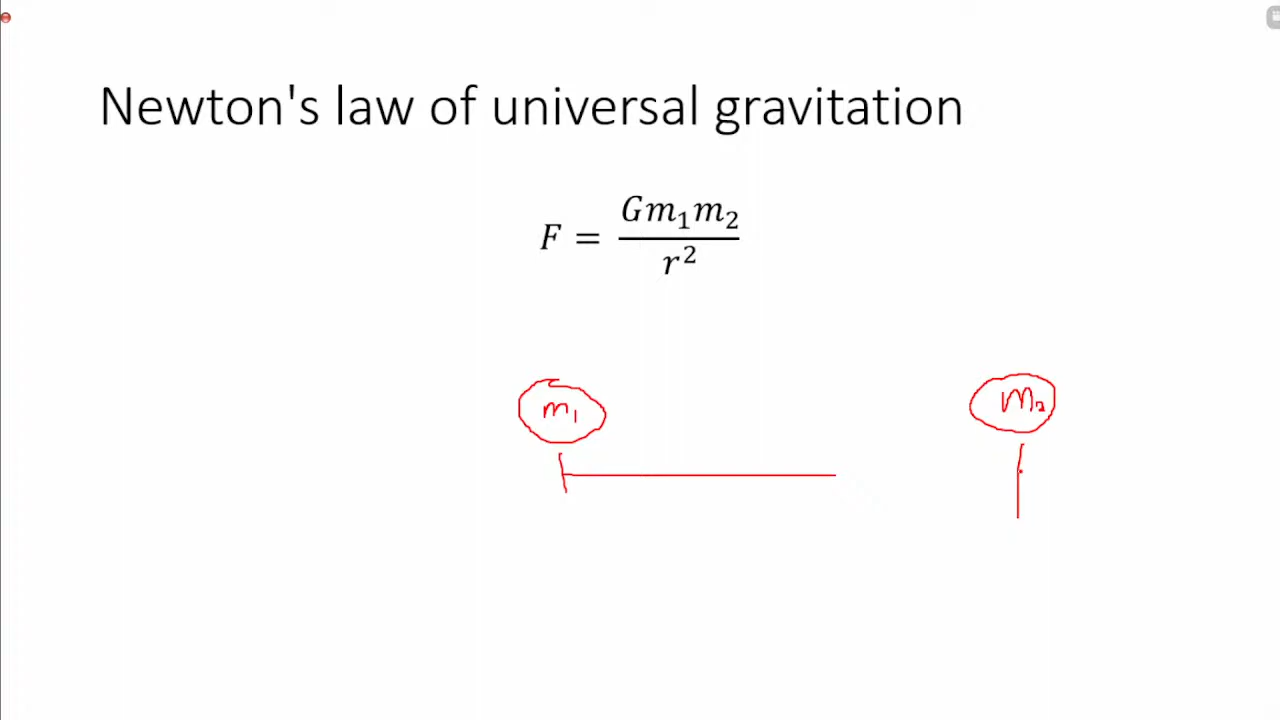 Newton's law of universal gravitation
F = Gm₁m₂ / r²
m₁ m₂